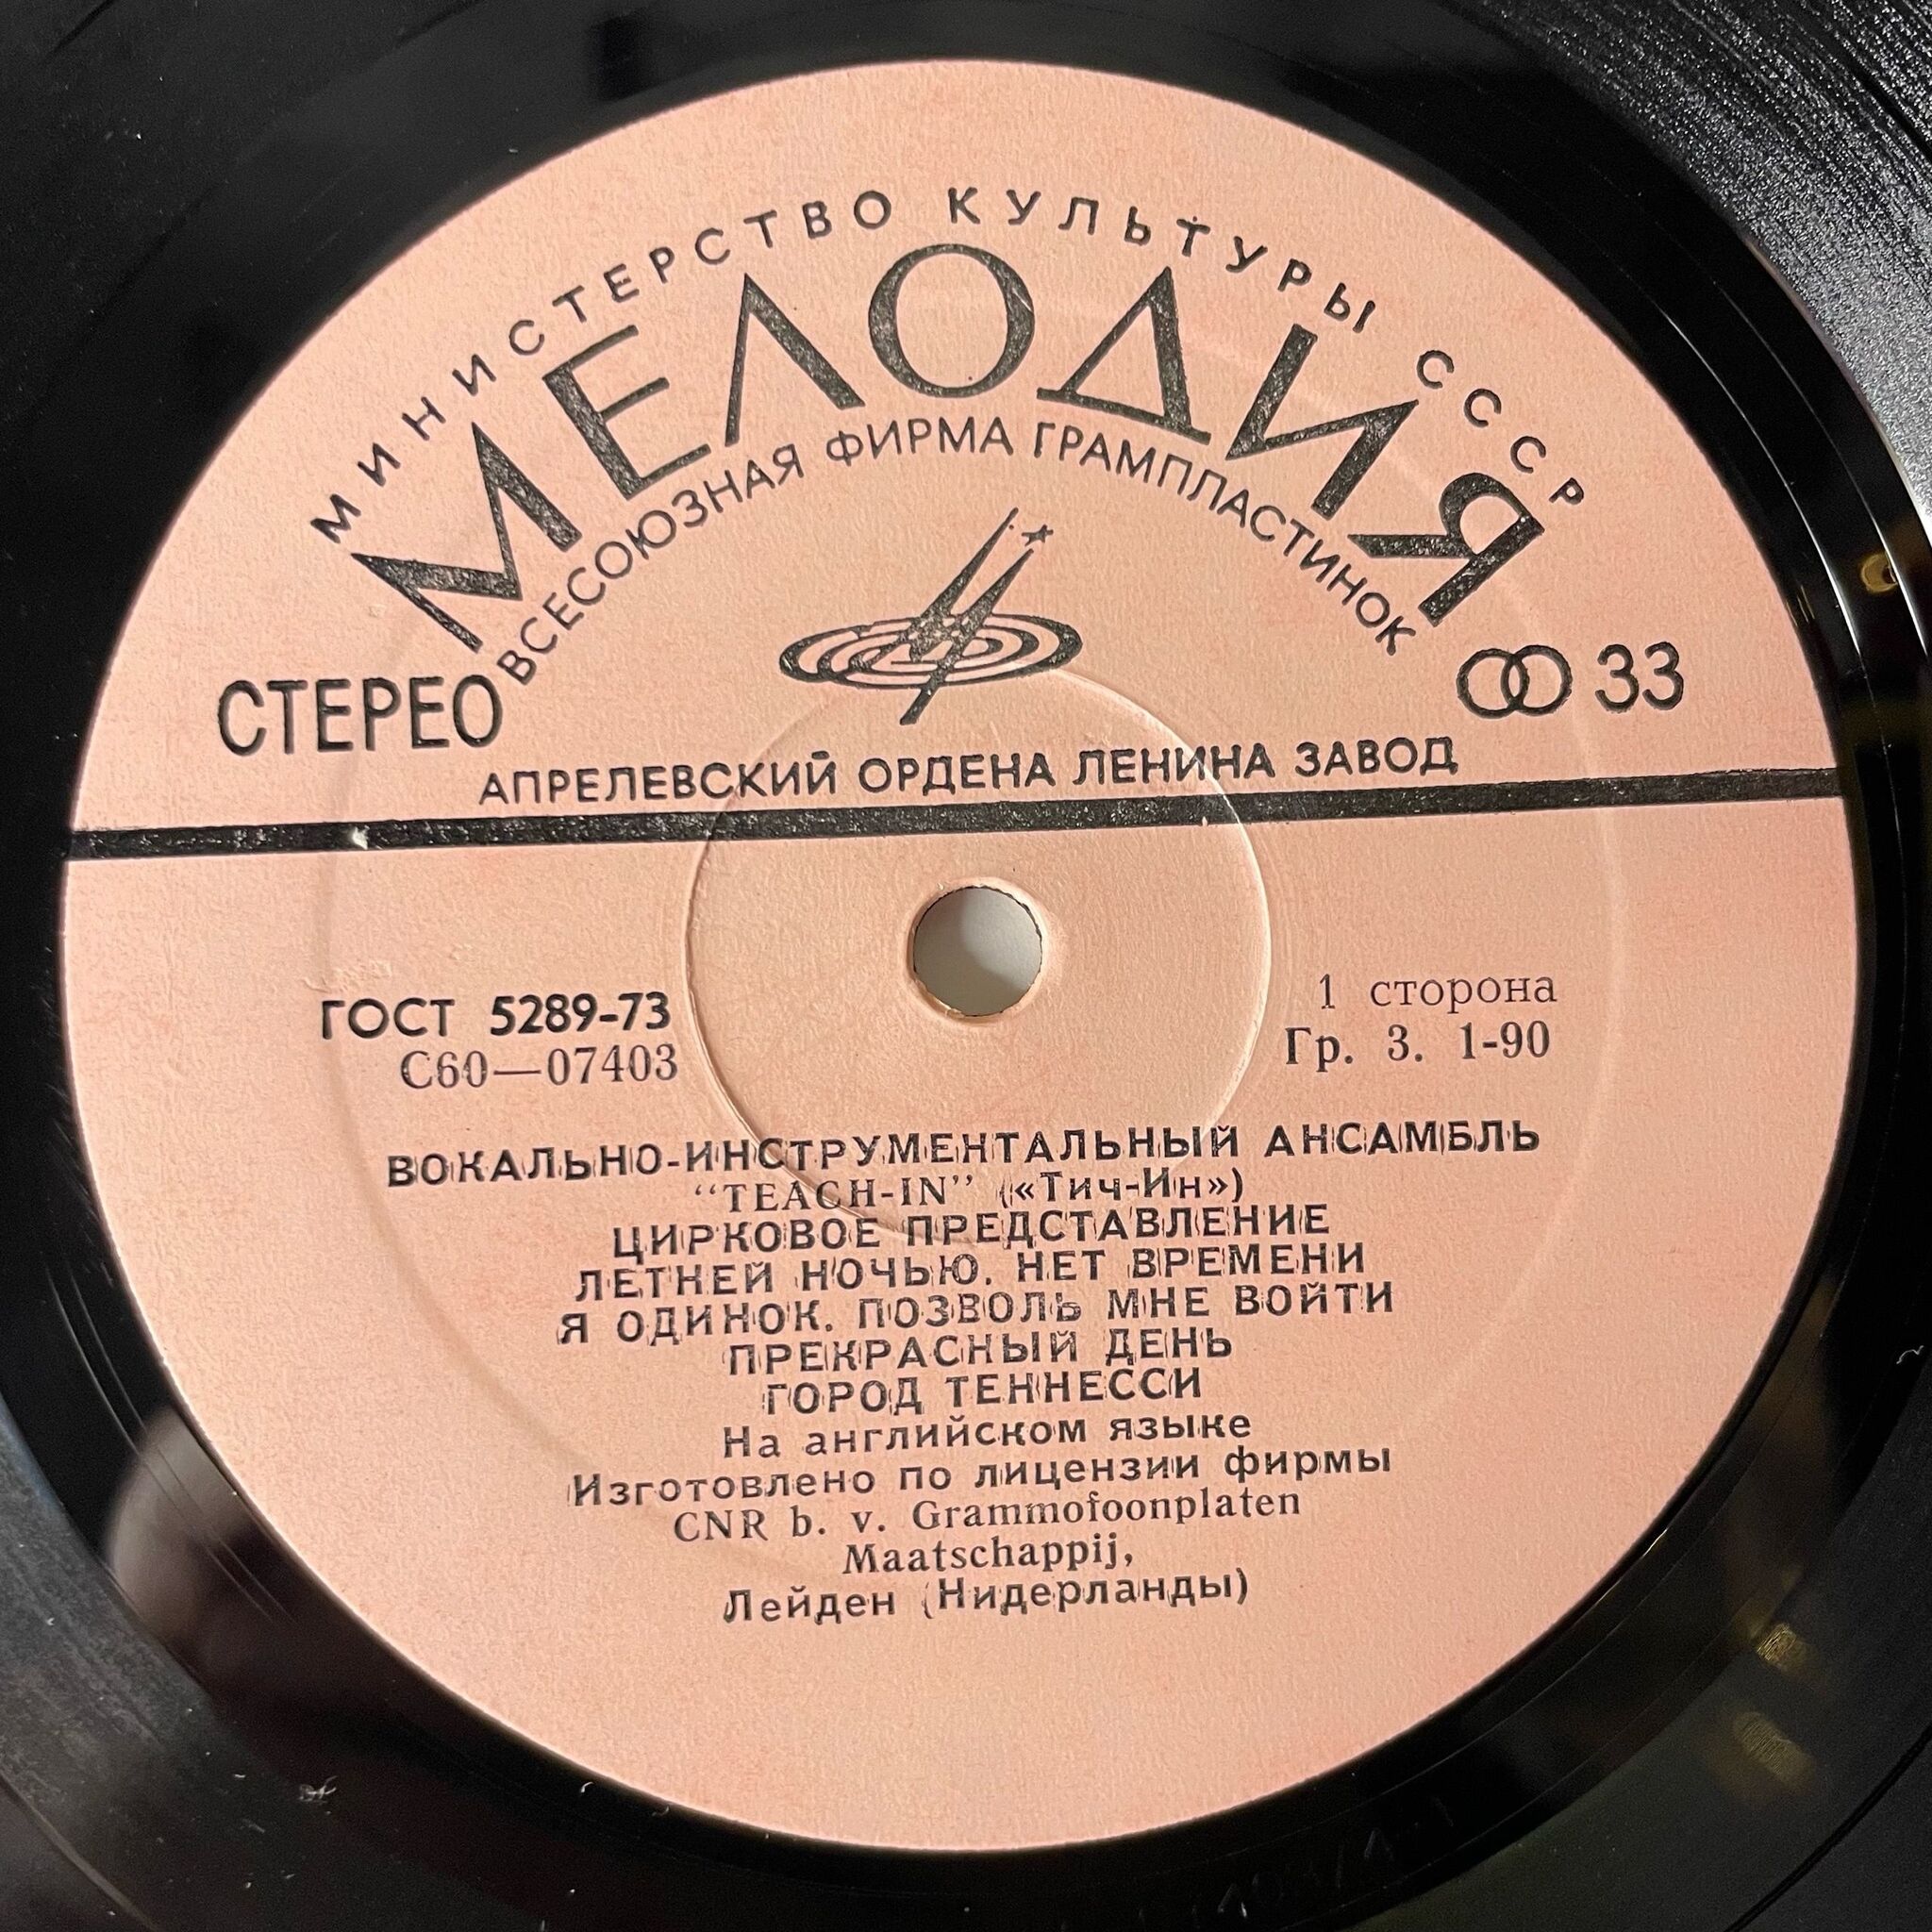 МИНИСТЕРСТВО КУЛЬТУРЫ СССР
МЕЛОДИЯ
ВСЕСОЮЗНАЯ ФИРМА ГРАМПЛАСТИНОК
СТЕРЕО
33
АПРЕЛЕВСКИЙ ОРДЕНА ЛЕНИНА ЗАВОД
ГОСТ 5289-73
С60—07403
1 сторона
Гр. 3. 1-90
ВОКАЛЬНО-ИНСТРУМЕНТАЛЬНЫЙ АНСАМБЛЬ
“TEACH-IN” («Тич-Ин»)
ЦИРКОВОЕ ПРЕДСТАВЛЕНИЕ
ЛЕТНЕЙ НОЧЬЮ. НЕТ ВРЕМЕНИ
Я ОДИНОК. ПОЗВОЛЬ МНЕ ВОЙТИ
ПРЕКРАСНЫЙ ДЕНЬ
ГОРОД ТЕННЕССИ
На английском языке
Изготовлено по лицензии фирмы
CNR b. v. Grammofoonplaten
Maatschappij,
Лейден (Нидерланды)